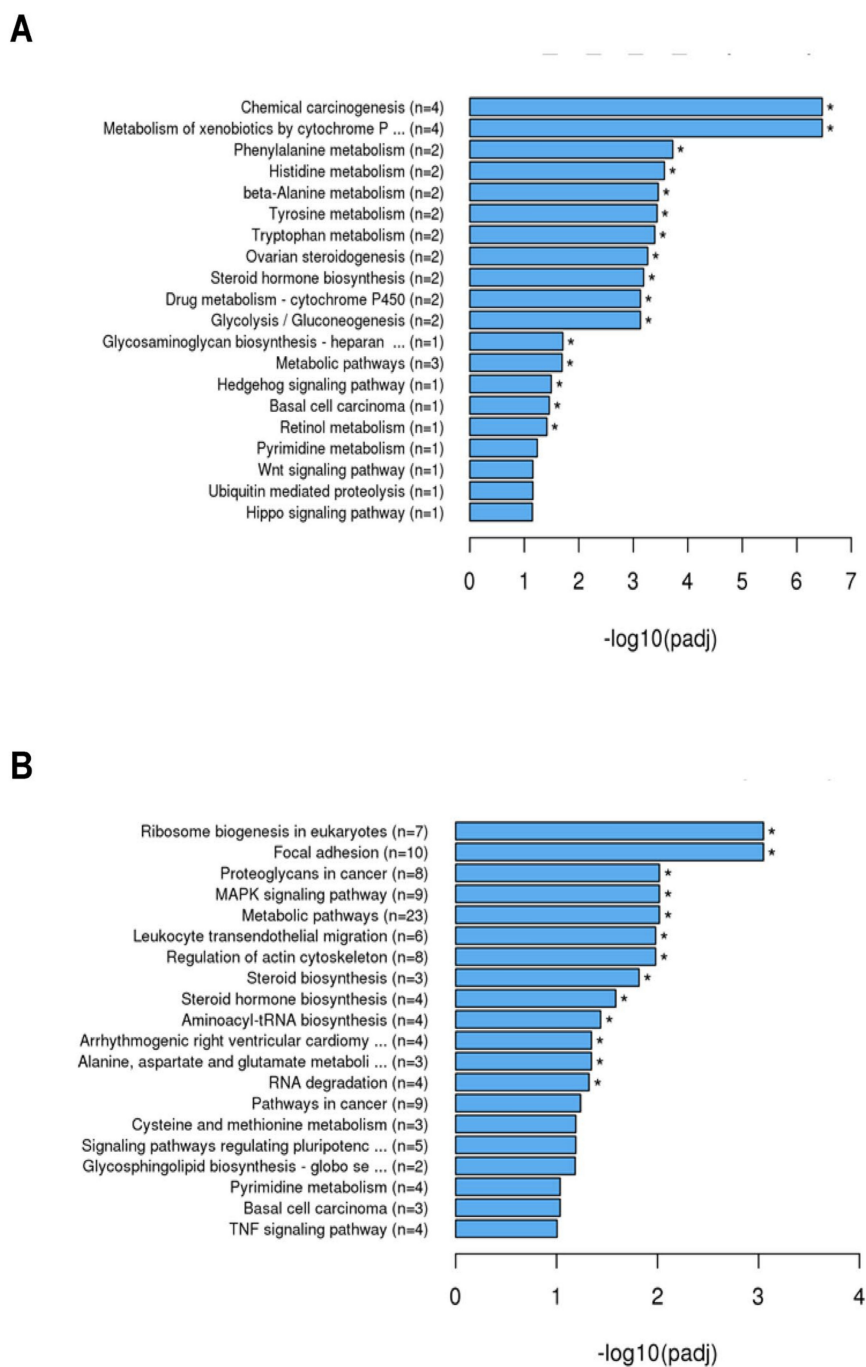 A
Chemical carcinogenesis (n=4) *
Metabolism of xenobiotics by cytochrome P ... (n=4) *
Phenylalanine metabolism (n=2) *
Histidine metabolism (n=2) *
beta-Alanine metabolism (n=2) *
Tyrosine metabolism (n=2) *
Tryptophan metabolism (n=2) *
Ovarian steroidogenesis (n=2) *
Steroid hormone biosynthesis (n=2) *
Drug metabolism - cytochrome P450 (n=2) *
Glycolysis / Gluconeogenesis (n=2) *
Glycosaminoglycan biosynthesis - heparan ... (n=1) *
Metabolic pathways (n=3) *
Hedgehog signaling pathway (n=1) *
Basal cell carcinoma (n=1) *
Retinol metabolism (n=1) *
Pyrimidine metabolism (n=1)
Wnt signaling pathway (n=1)
Ubiquitin mediated proteolysis (n=1)
Hippo signaling pathway (n=1)
0 1 2 3 4 5 6 7
-log10(padj)
B
Ribosome biogenesis in eukaryotes (n=7) *
Focal adhesion (n=10) *
Proteoglycans in cancer (n=8) *
MAPK signaling pathway (n=9) *
Metabolic pathways (n=23) *
Leukocyte transendothelial migration (n=6) *
Regulation of actin cytoskeleton (n=8) *
Steroid biosynthesis (n=3) *
Steroid hormone biosynthesis (n=4) *
Aminoacyl-tRNA biosynthesis (n=4) *
Arrhythmogenic right ventricular cardiomy ... (n=4) *
Alanine, aspartate and glutamate metaboli ... (n=3) *
RNA degradation (n=4) *
Pathways in cancer (n=9)
Cysteine and methionine metabolism (n=3)
Signaling pathways regulating pluripotenc ... (n=5)
Glycosphingolipid biosynthesis - globo se ... (n=2)
Pyrimidine metabolism (n=4)
Basal cell carcinoma (n=3)
TNF signaling pathway (n=4)
0 1 2 3 4
-log10(padj)